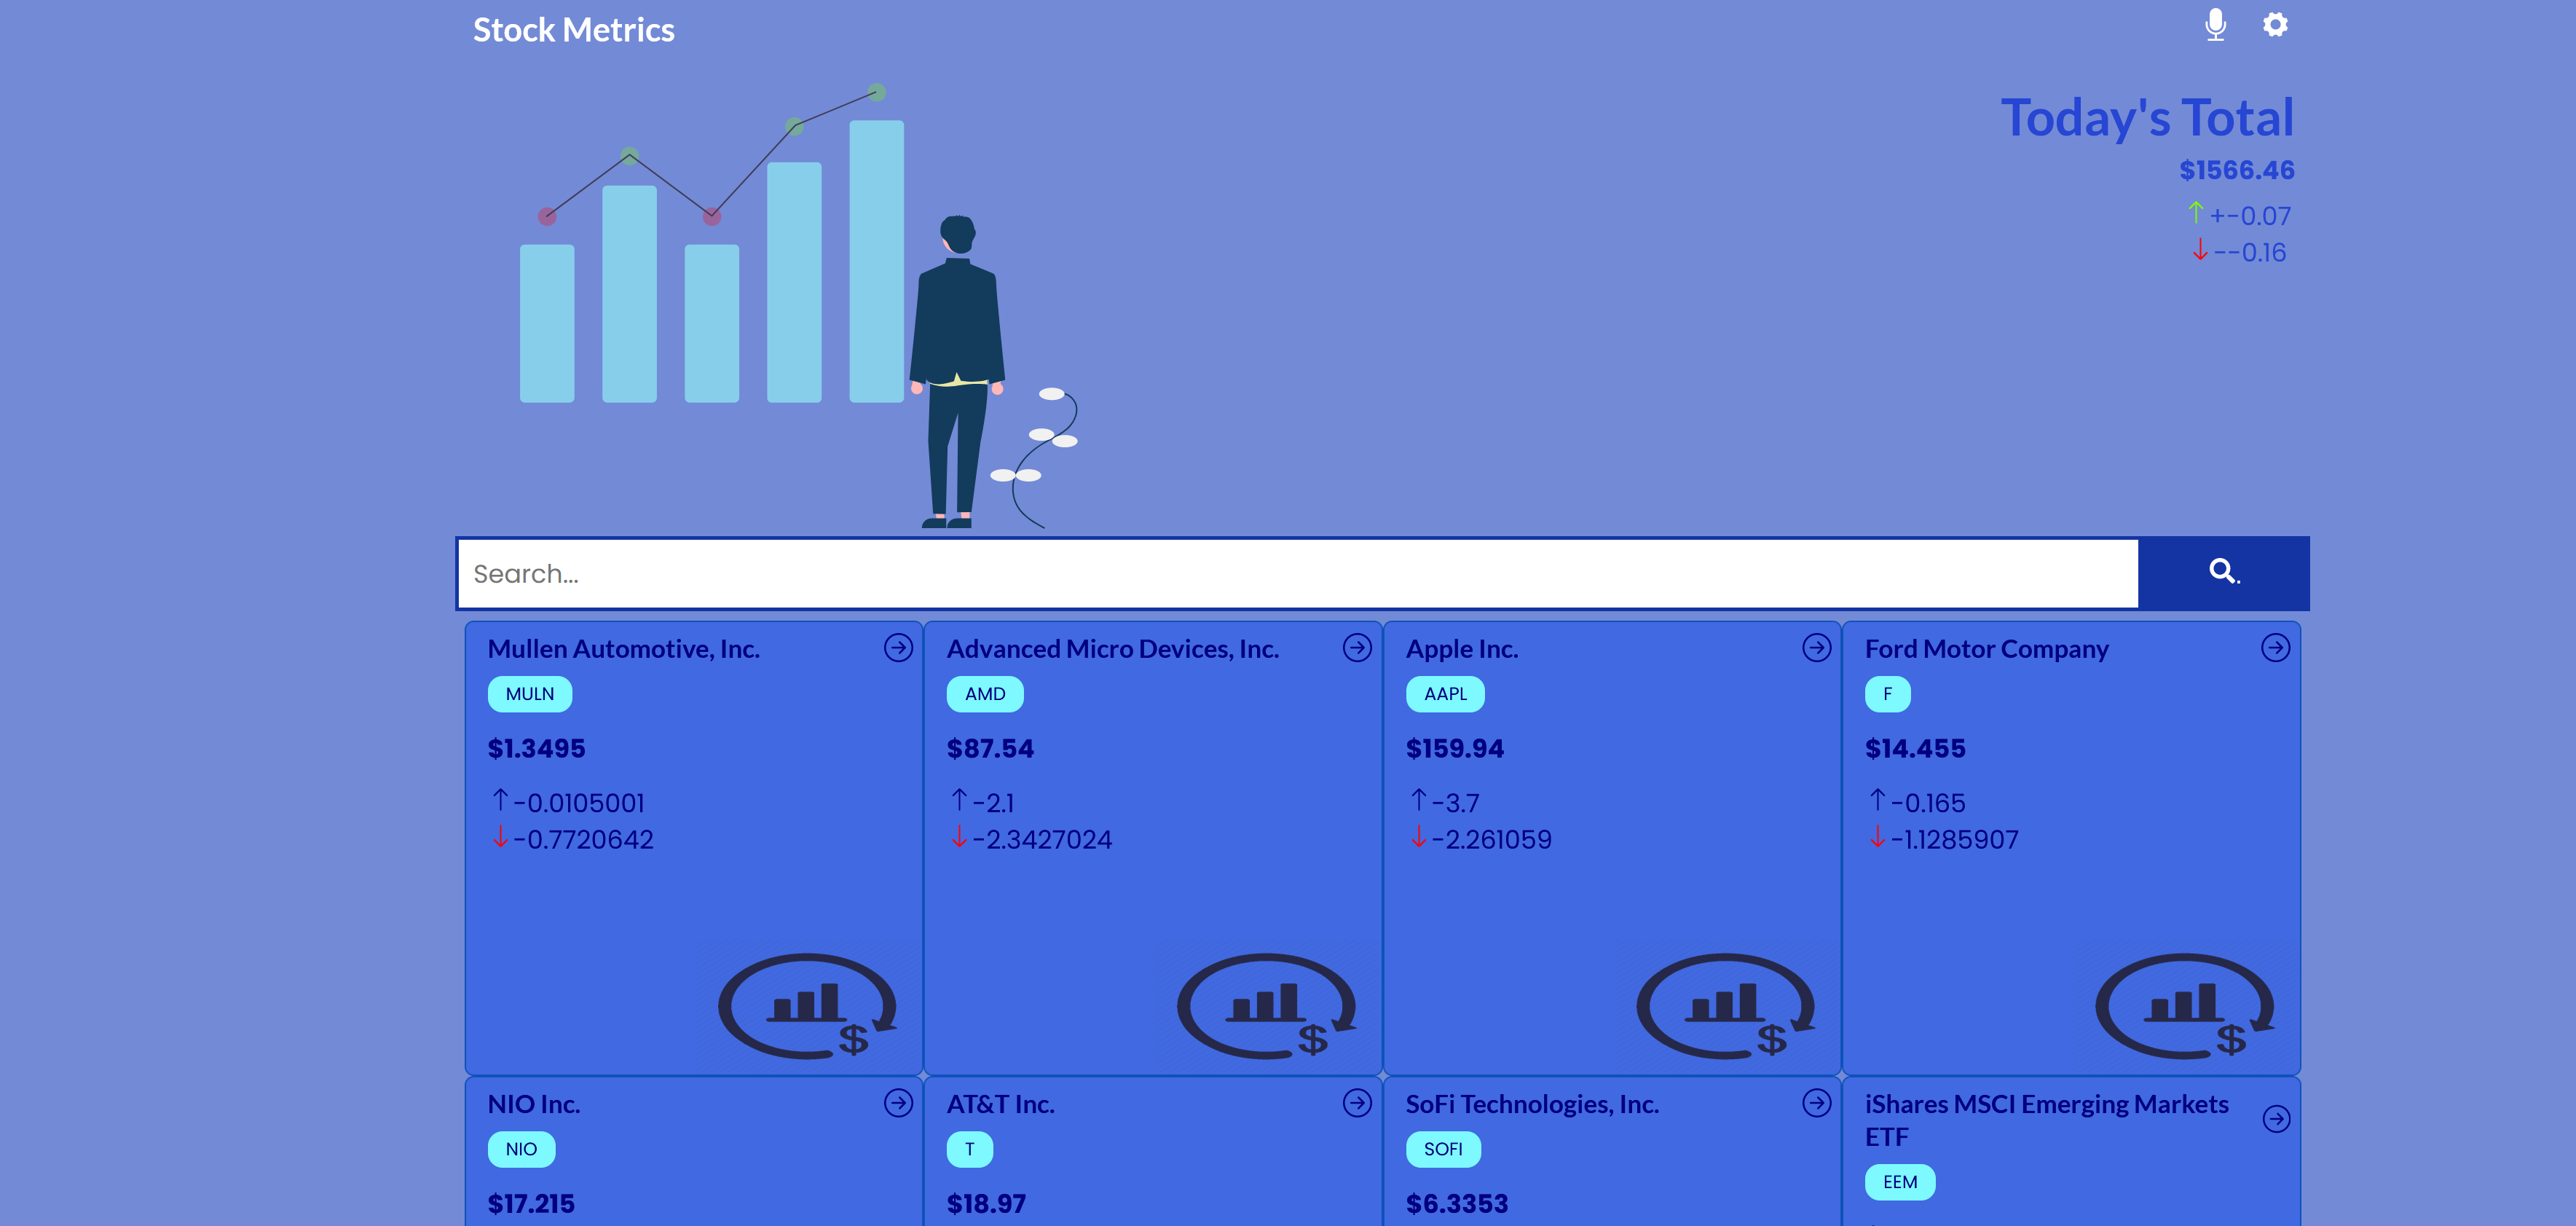 Stock Metrics
Today's Total
$1566.46
+-0.07
--0.16
Search...
.
Mullen Automotive, Inc.
MULN
$1.3495
-0.0105001
-0.7720642
$
Advanced Micro Devices, Inc.
AMD
$87.54
-2.1
-2.3427024
$
Apple Inc.
AAPL
$159.94
-3.7
-2.261059
$
Ford Motor Company
F
$14.455
-0.165
-1.1285907
$
NIO Inc.
NIO
$17.215
AT&T Inc.
T
$18.97
SoFi Technologies, Inc.
SOFI
$6.3353
iShares MSCI Emerging Markets
ETF
EEM